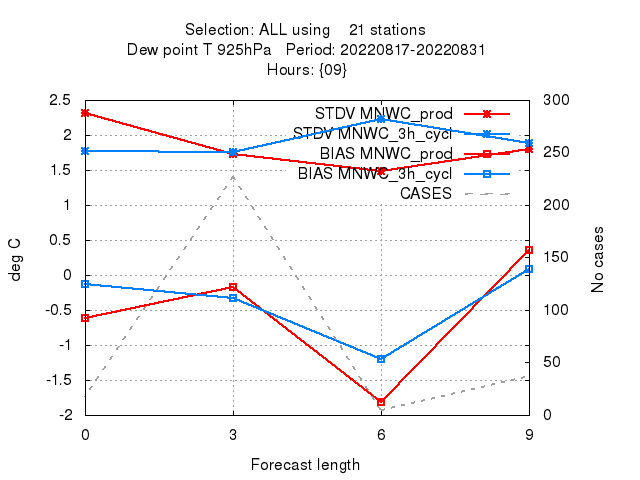 Selection: ALL using    21 stations
Dew point T 925hPa   Period: 20220817-20220831
Hours: {09}
2.5
2
1.5
1
0.5
0
-0.5
-1
-1.5
-2
deg C
STDV MNWC_prod
STDV MNWC_3h_cycl
BIAS MNWC_prod
BIAS MNWC_3h_cycl
CASES
300
250
200
150
100
50
0
No cases
0 3 6 9
Forecast length